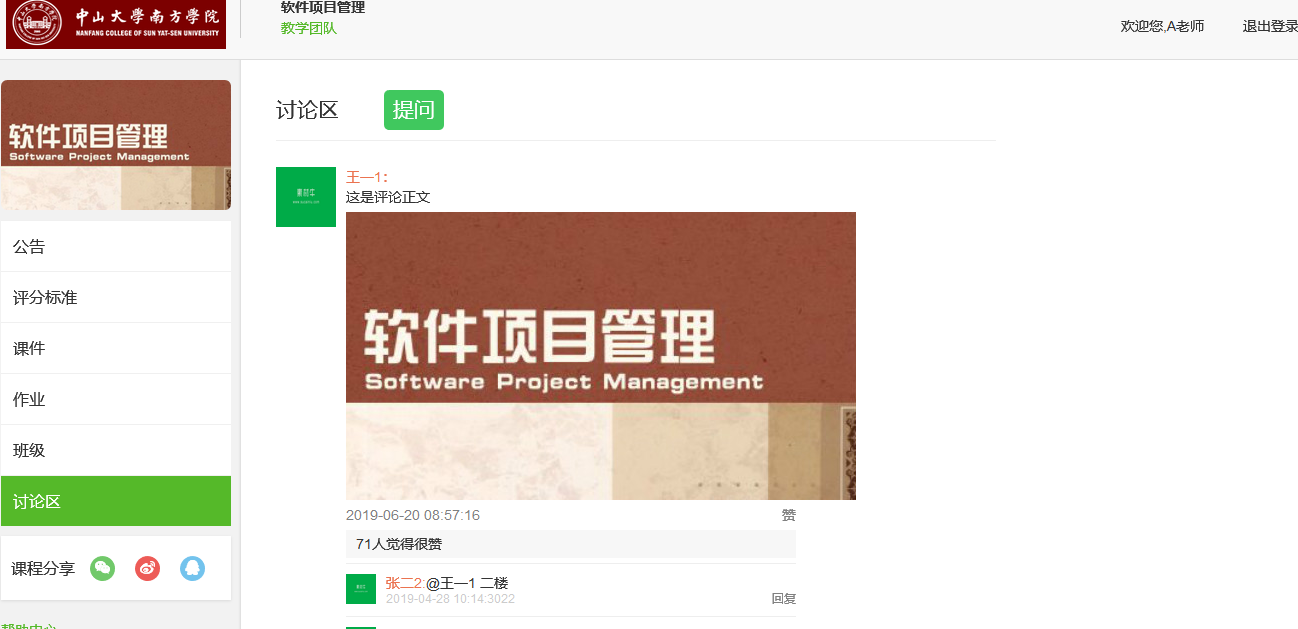 中山大學南方學院
NANFANG COLLEGE OF SUN YAT-SEN UNIVERSITY
软件项目管理
教学团队
欢迎您,A老师
退出登录
软件项目管理
Software Project Management
公告
评分标准
课件
作业
班级
讨论区
课程分享
帮助中心
讨论区
提问
王一1:
这是评论正文
软件项目管理
Software Project Management
2019-06-20 08:57:16
赞
71人觉得很赞
张二2:@王一1 二楼
2019-04-28 10:14:3022
回复